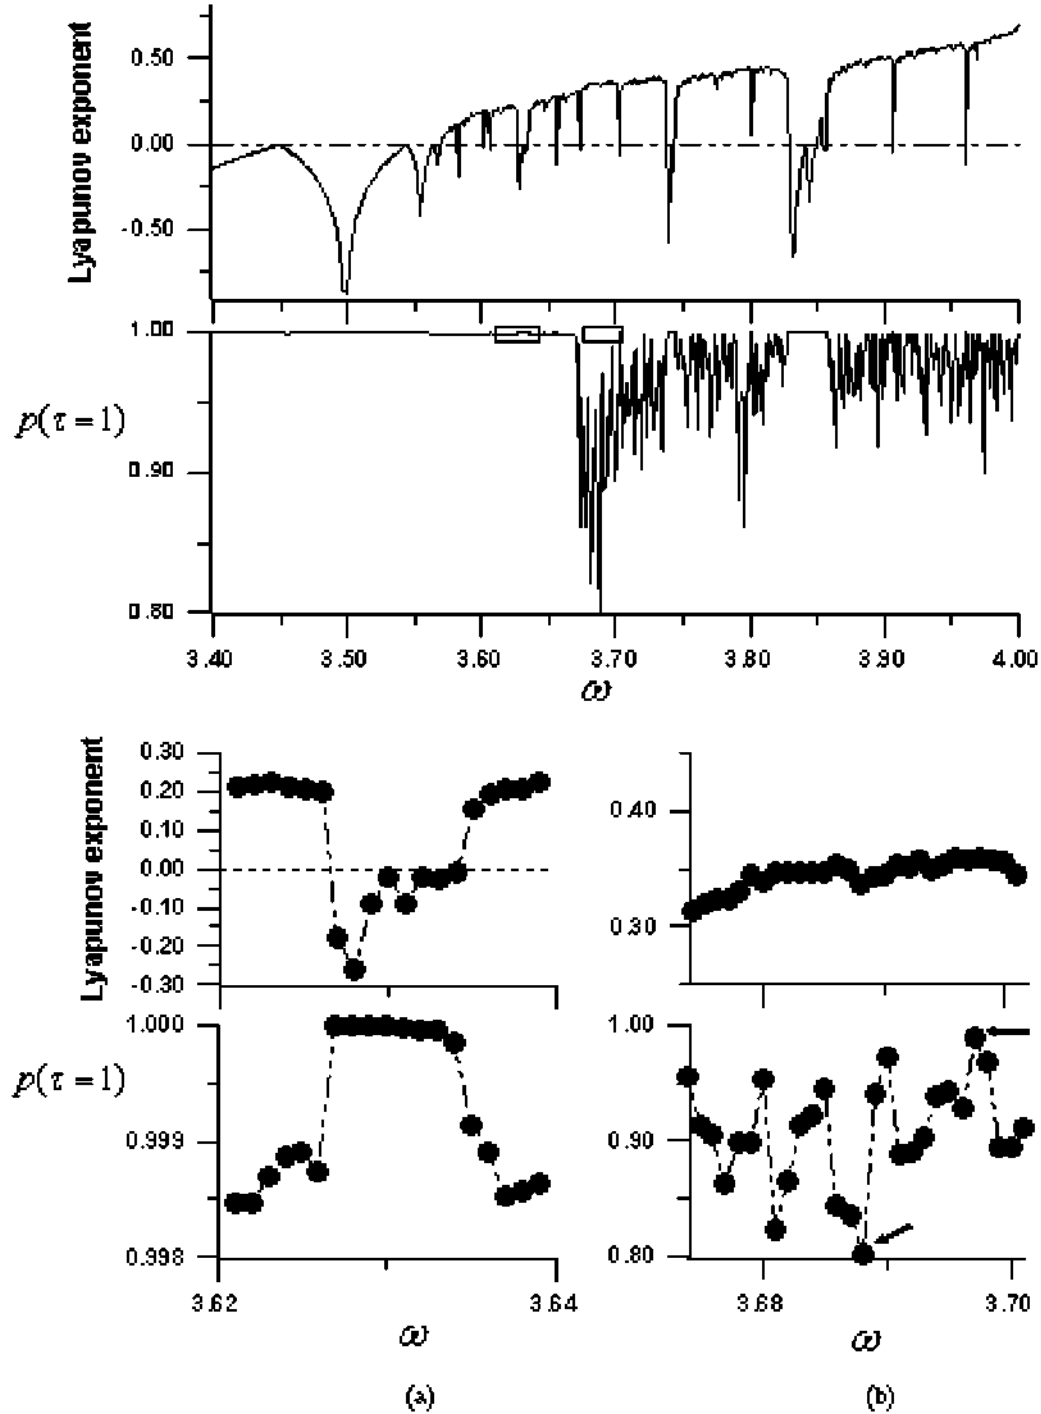 Lyapunov exponent
0.50
0.00
-0.50
1.00
p(τ = 1)
0.90
0.80
3.40 3.50 3.60 3.70 3.80 3.90 4.00
ω
Lyapunov exponent
0.30
0.20
0.10
0.00
-0.10
-0.20
-0.30
0.40
0.30
p(τ = 1)
1.000
0.999
0.998
1.00
0.90
0.80
3.62 3.64
3.68 3.70
ω ω
(a) (b)